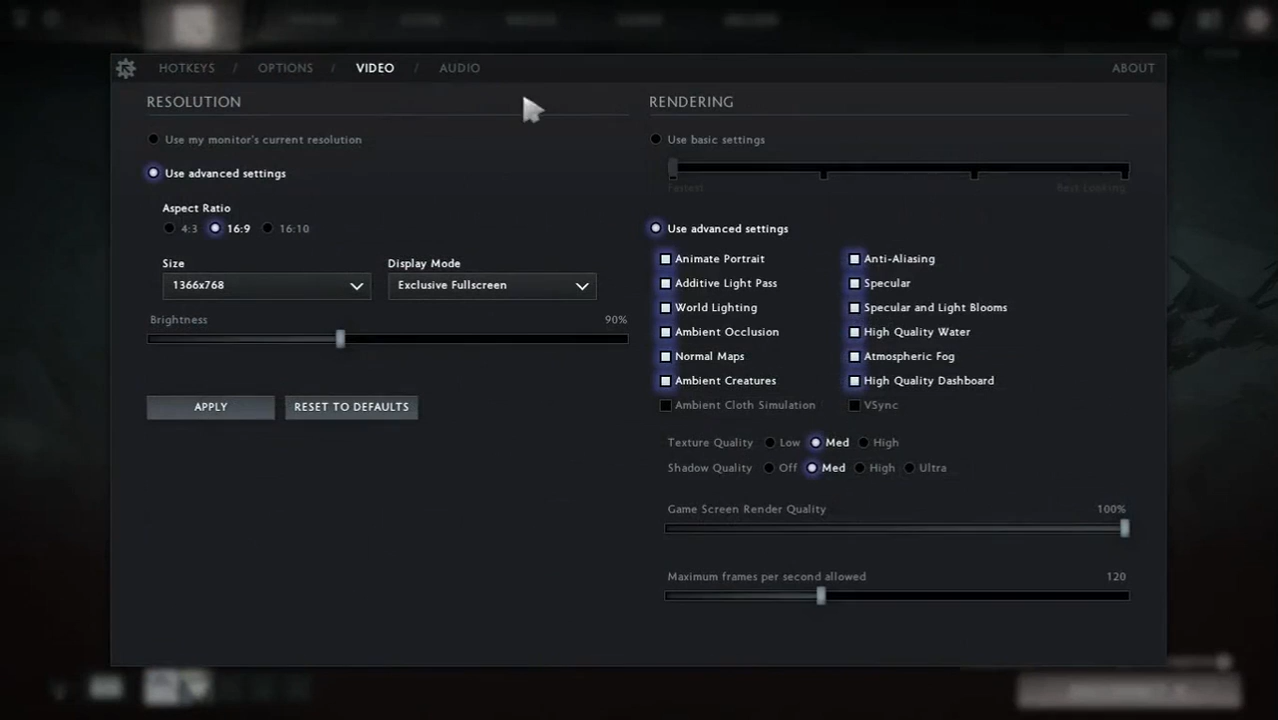 HOTKEYS / OPTIONS / VIDEO / AUDIO ABOUT
RESOLUTION
Use my monitor's current resolution
Use advanced settings
Aspect Ratio
4:3 16:9 16:10
Size Display Mode
1366x768 Exclusive Fullscreen
Brightness 90%
APPLY RESET TO DEFAULTS
RENDERING
Use basic settings
Fastest Best Looking
Use advanced settings
Animate Portrait Anti-Aliasing
Additive Light Pass Specular
World Lighting Specular and Light Blooms
Ambient Occlusion High Quality Water
Normal Maps Atmospheric Fog
Ambient Creatures High Quality Dashboard
Ambient Cloth Simulation VSync
Texture Quality Low Med High
Shadow Quality Off Med High Ultra
Game Screen Render Quality 100%
Maximum frames per second allowed 120